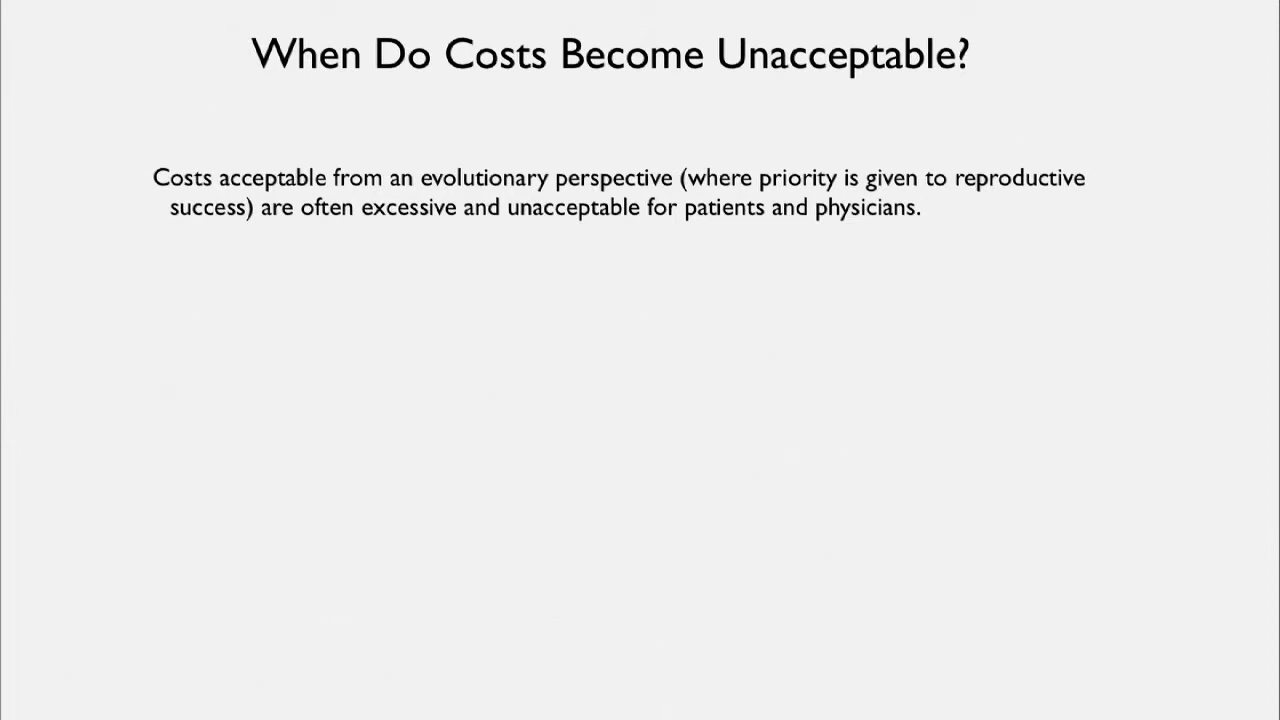 When Do Costs Become Unacceptable?
Costs acceptable from an evolutionary perspective (where priority is given to reproductive
success) are often excessive and unacceptable for patients and physicians.